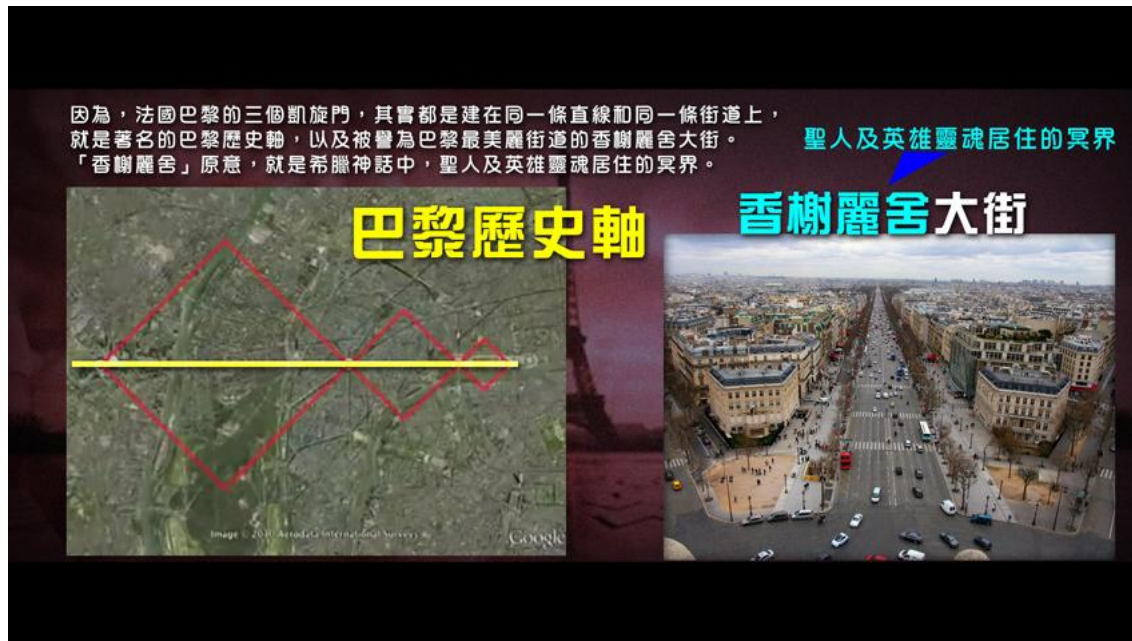 因為，法國巴黎的三個凱旋門，其實都是建在同一條直線和同一條街道上，
就是著名的巴黎歷史軸，以及被譽為巴黎最美麗街道的香榭麗舍大街。
「香榭麗舍」原意，就是希臘神話中，聖人及英雄靈魂居住的冥界。
聖人及英雄靈魂居住的冥界
巴黎歷史軸
香榭麗舍大街
Image © 2010 Aerodata International Surveys
Google